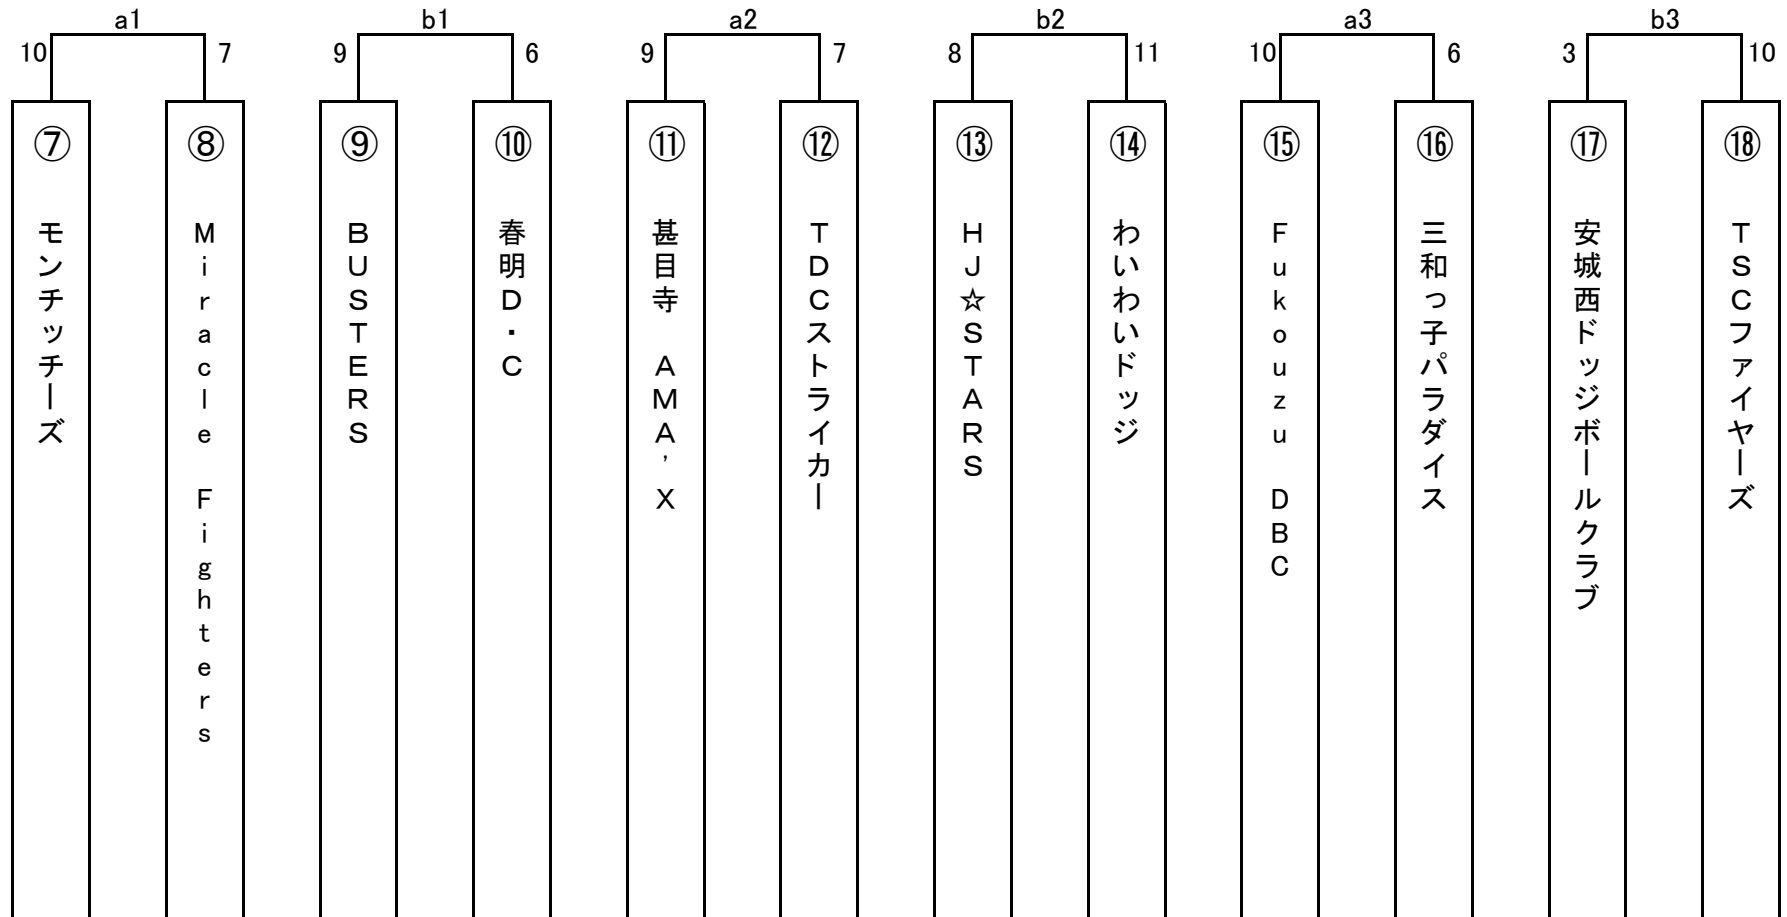 a1 b1 a2 b2 a3 b3
10 7 9 6 9 7 8 11 10 6 3 10
⑦ ⑧ ⑨ ⑩ ⑪ ⑫ ⑬ ⑭ ⑮ ⑯ ⑰ ⑱
モンチッチーズ
Miracle Fighters
BUSTERS
春明D・C
甚目寺 AMA'X
TDCストライカー
HJ☆STARS
わいわいドッジ
Fukouzu DBC
三和っ子パラダイス
安城西ドッジボールクラブ
TSCファイヤーズ